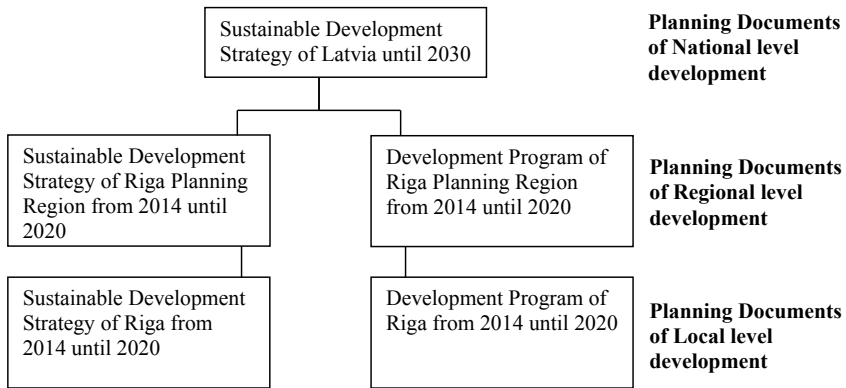 Sustainable Development
Strategy of Latvia until 2030
Planning Documents
of National level
development
Sustainable Development
Strategy of Riga Planning
Region from 2014 until
2020
Development Program of
Riga Planning Region
from 2014 until 2020
Planning Documents
of Regional level
development
Sustainable Development
Strategy of Riga from
2014 until 2020
Development Program of
Riga from 2014 until 2020
Planning Documents
of Local level
development